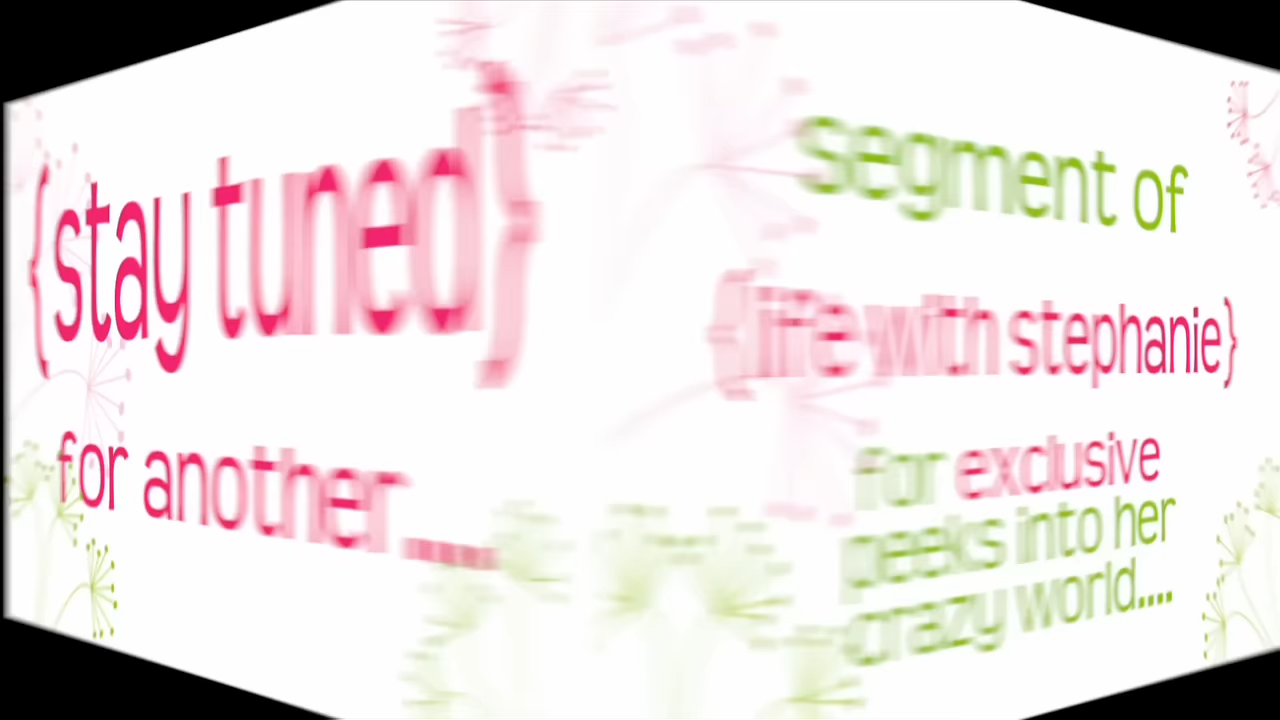 {stay tuned}
for another.....
segment of
{life with stephanie}
for exclusive
peeks into her
crazy world....